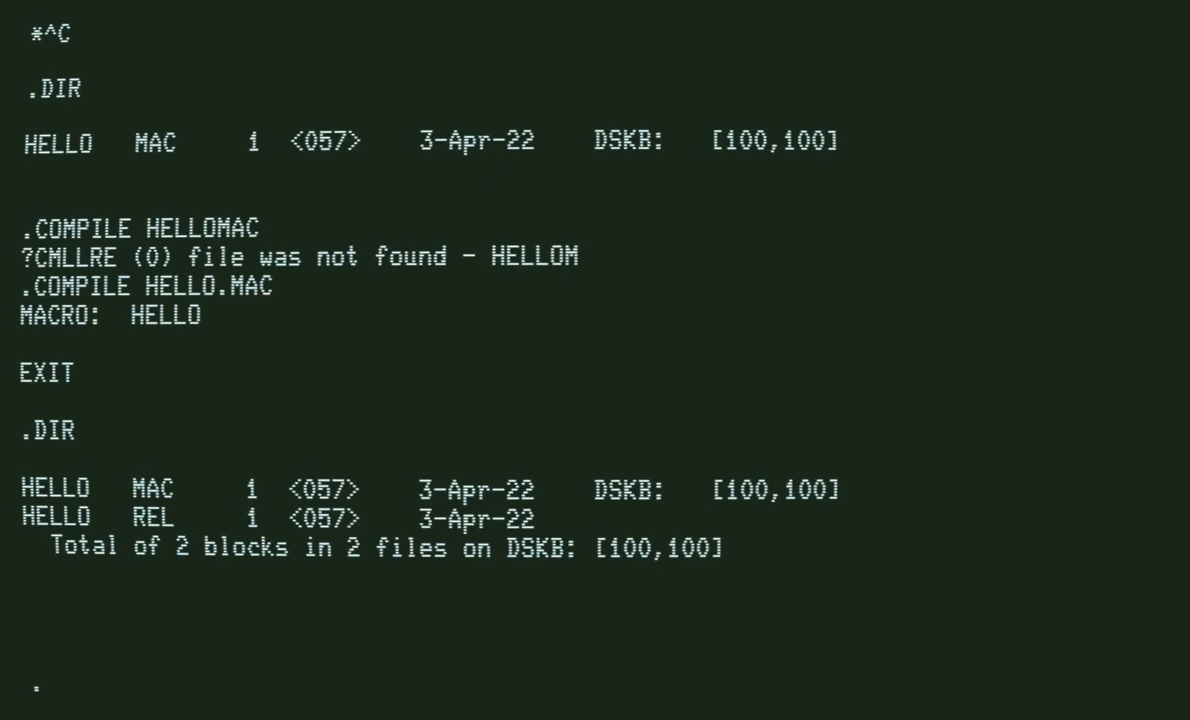 *^C
.DIR
HELLO   MAC     1  <057>    3-Apr-22    DSKB:   [100,100]
.COMPILE HELLOMAC
?CMLLRE (0) file was not found - HELLOM
.COMPILE HELLO.MAC
MACRO:  HELLO
EXIT
.DIR
HELLO   MAC     1  <057>    3-Apr-22    DSKB:   [100,100]
HELLO   REL     1  <057>    3-Apr-22
  Total of 2 blocks in 2 files on DSKB: [100,100]
.